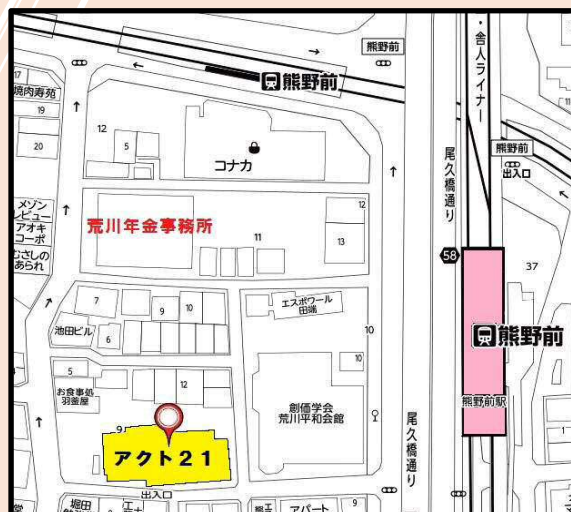 熊野前
・舎人ライナー
熊野前
17
焼肉寿苑
19
20
12
5
コナカ
尾久橋通り
熊野前
出入口
メゾン
レビュー
アオキ
コーポ
むさしの
あられ
荒川年金事務所
12
11
13
58
37
7
9
10
池田ビル
6
エスポワール
田端
10
熊野前
5
12
10
お食事処
羽釜屋
創価学会
荒川平和会館
熊野前駅
9
アクト21
尾久橋通り
出入口
堀田
アパート
9